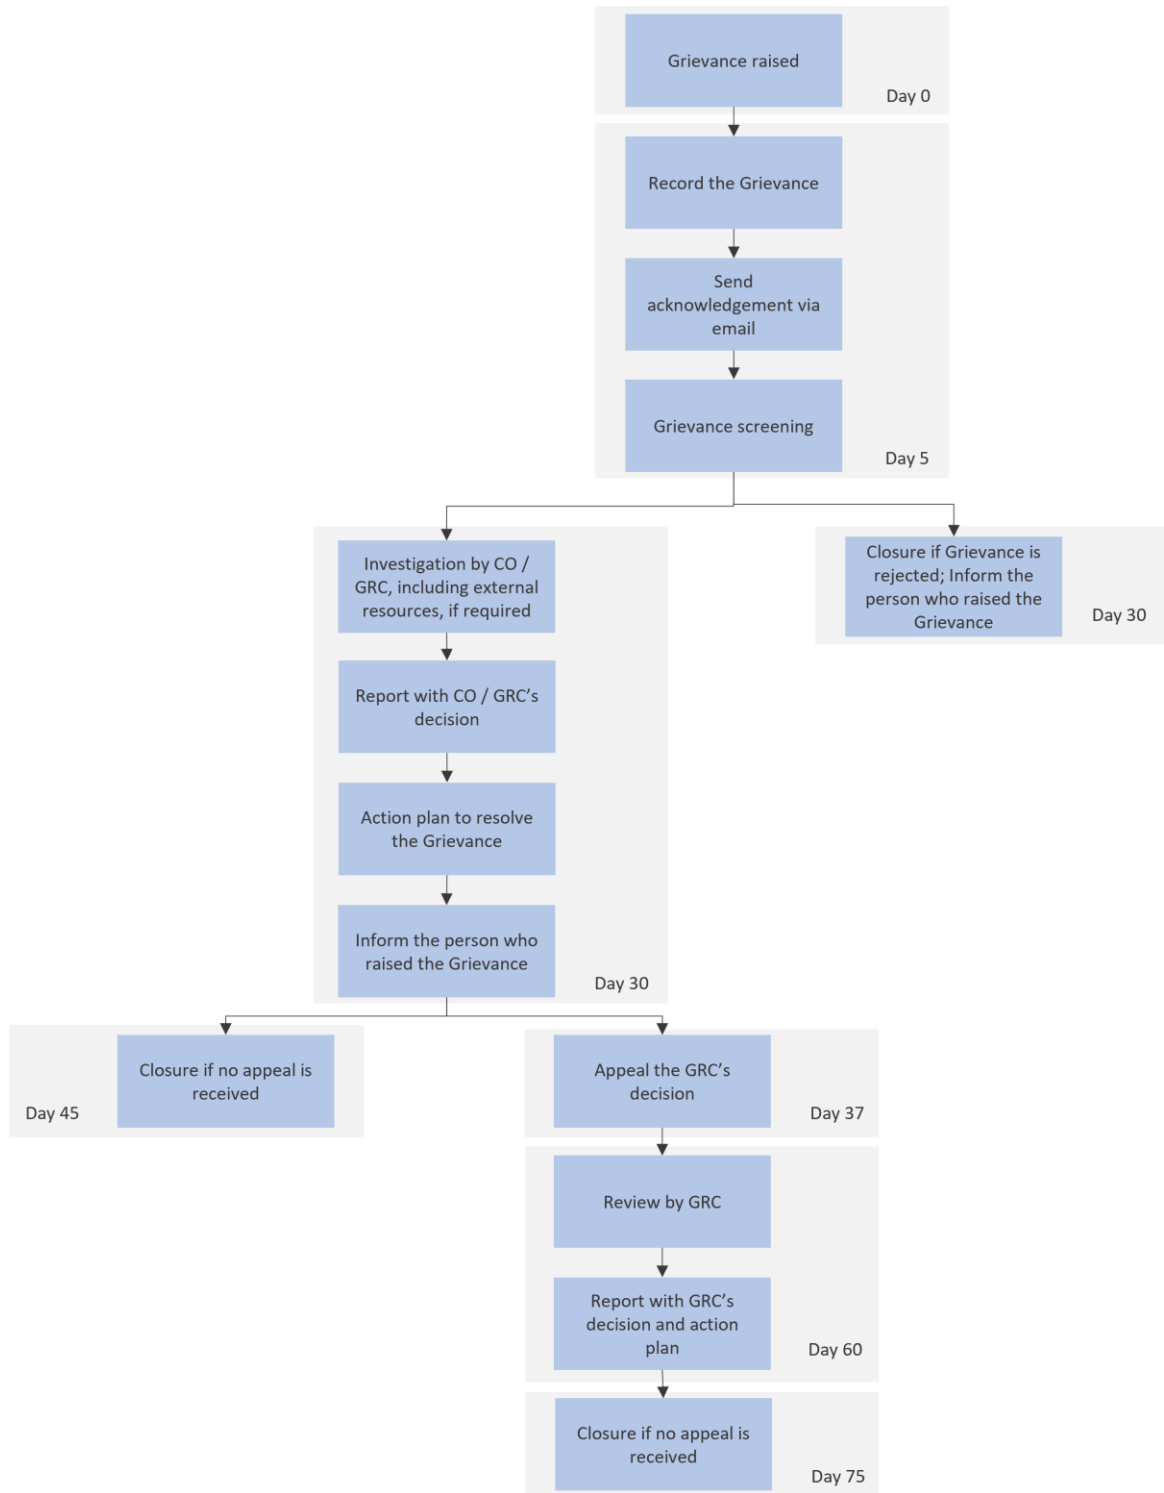 Grievance raised
Day 0
Record the Grievance
Send
acknowledgement via
email
Grievance screening
Day 5
Investigation by CO /
GRC, including external
resources, if required
Closure if Grievance is
rejected; Inform the
person who raised the
Grievance
Day 30
Report with CO / GRC’s
decision
Action plan to resolve
the Grievance
Inform the person who
raised the Grievance
Day 30
Closure if no appeal is
received
Day 45
Appeal the GRC’s
decision
Day 37
Review by GRC
Report with GRC’s
decision and action
plan
Day 60
Closure if no appeal is
received
Day 75